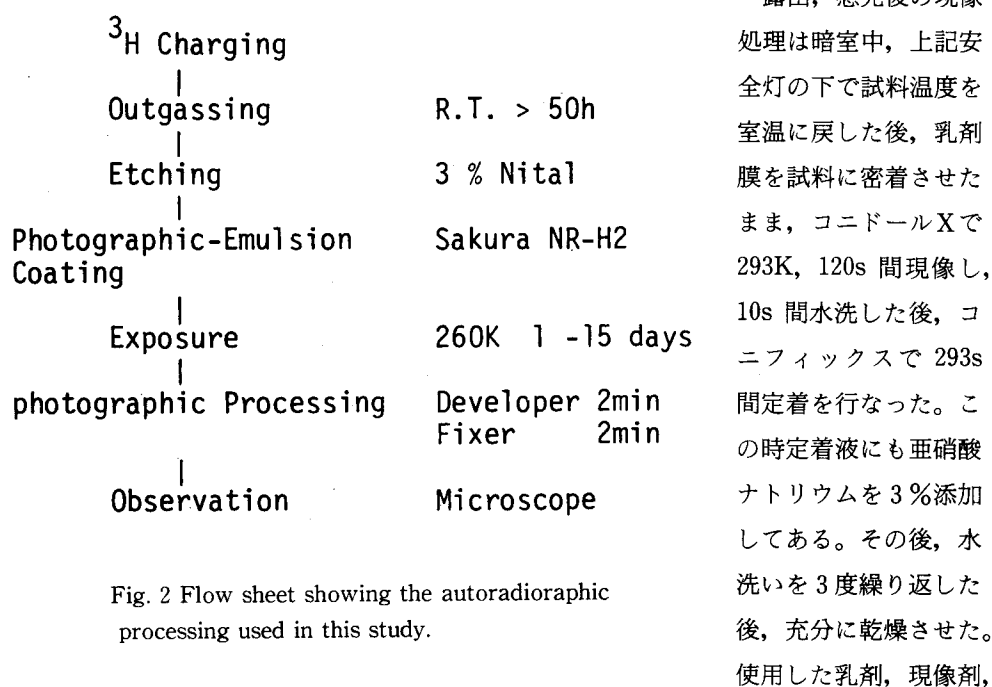 ³H Charging
Outgassing R.T. > 50h
Etching 3 % Nital
Photographic-Emulsion Sakura NR-H2
Coating
Exposure 260K 1 -15 days
photographic Processing Developer 2min
Fixer 2min
Observation Microscope
Fig. 2 Flow sheet showing the autoradioraphic
processing used in this study.
処理は暗室中，上記安
全灯の下で試料温度を
室温に戻した後，乳剤
膜を試料に密着させた
まま，コニドールXで
293K，120s 間現像し，
10s 間水洗した後，コ
ニフィックスで 293s
間定着を行なった。こ
の時定着液にも亜硝酸
ナトリウムを3％添加
してある。その後，水
洗いを3度繰り返した
後，充分に乾燥させた。
使用した乳剤，現像剤，